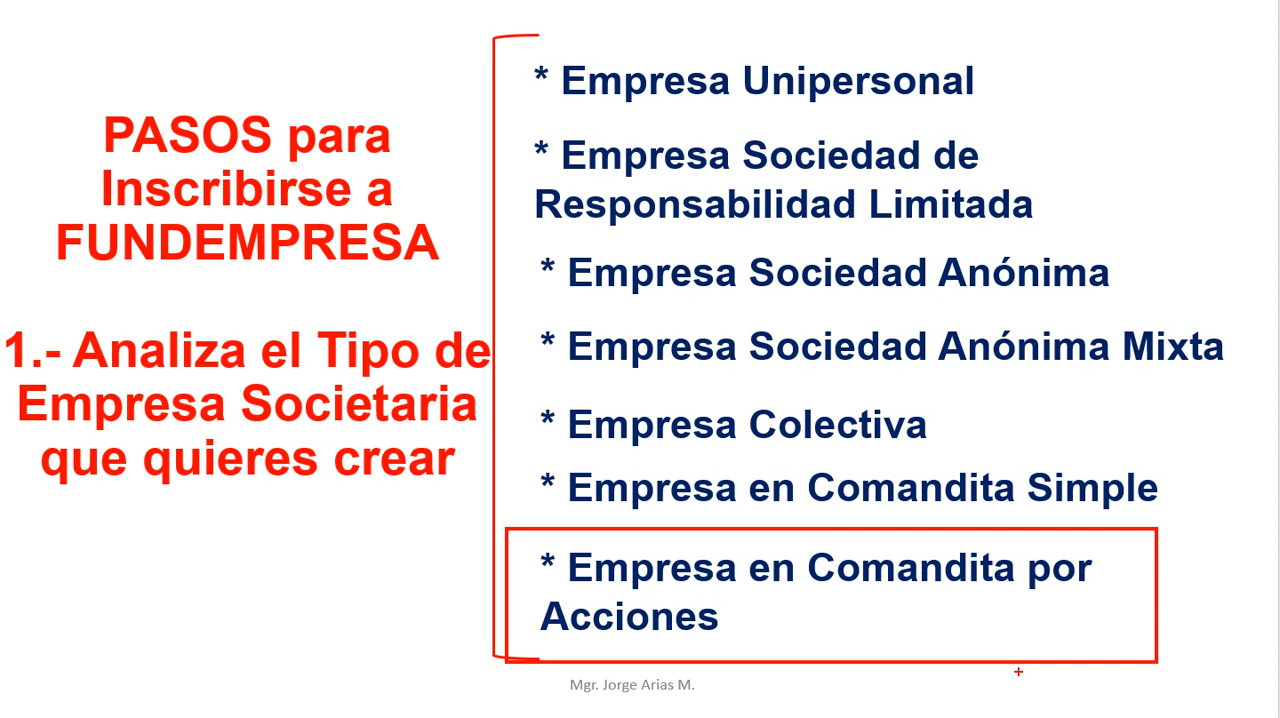 PASOS para
Inscribirse a
FUNDEMPRESA
1.- Analiza el Tipo de
Empresa Societaria
que quieres crear
* Empresa Unipersonal
* Empresa Sociedad de
Responsabilidad Limitada
* Empresa Sociedad Anónima
* Empresa Sociedad Anónima Mixta
* Empresa Colectiva
* Empresa en Comandita Simple
* Empresa en Comandita por
Acciones
Mgr. Jorge Arias M.